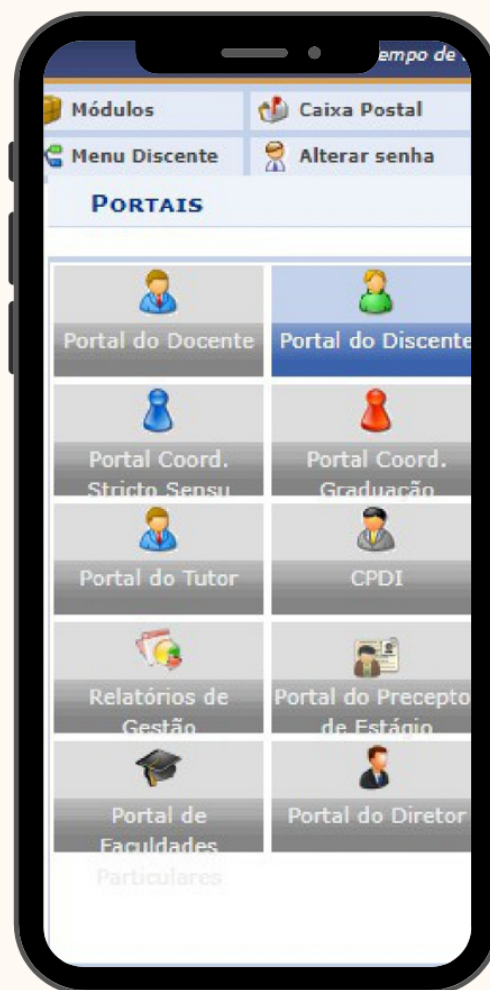 empo de
Módulos
Caixa Postal
Menu Discente
Alterar senha
PORTAIS
Portal do Docente
Portal do Discente
Portal Coord.
Stricto Sensu
Portal Coord.
Graduação
Portal do Tutor
CPDI
Relatórios de
Gestão
Portal do Precepto
de Estágio
Portal de
Faculdades
Particulares
Portal do Diretor